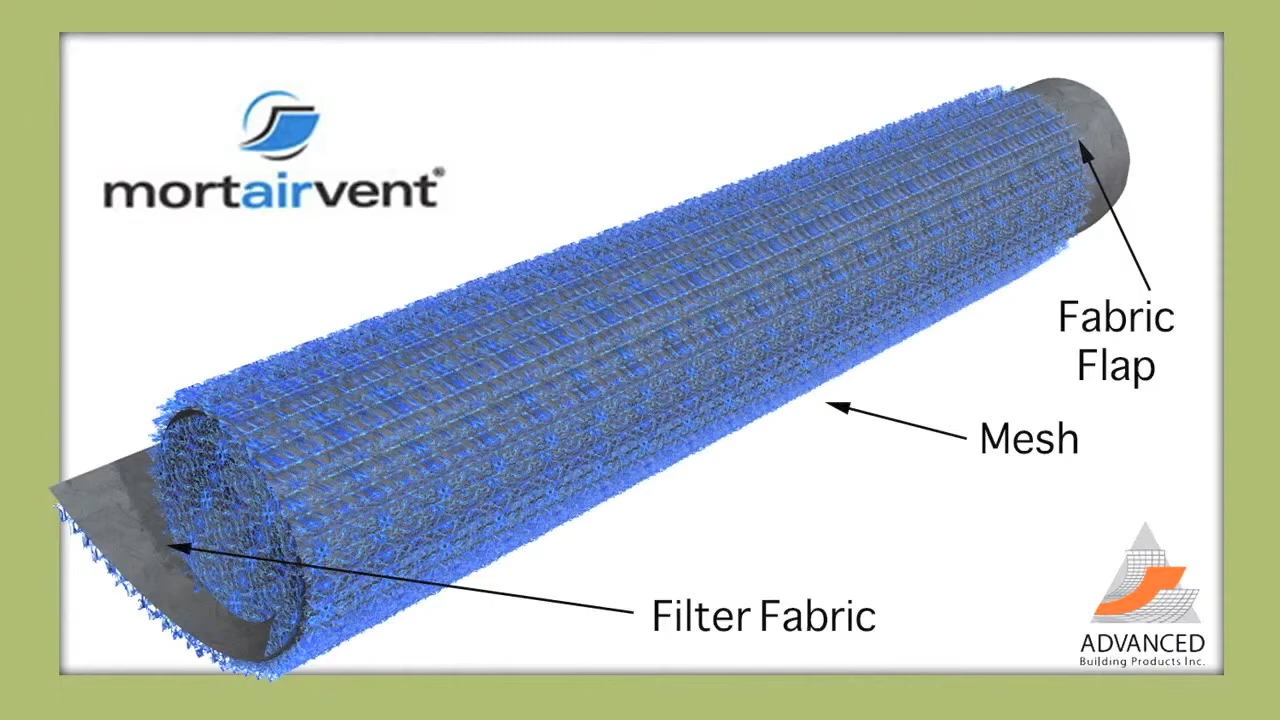 mortairvent®
Fabric
Flap
Mesh
Filter Fabric
ADVANCED
Building Products Inc.